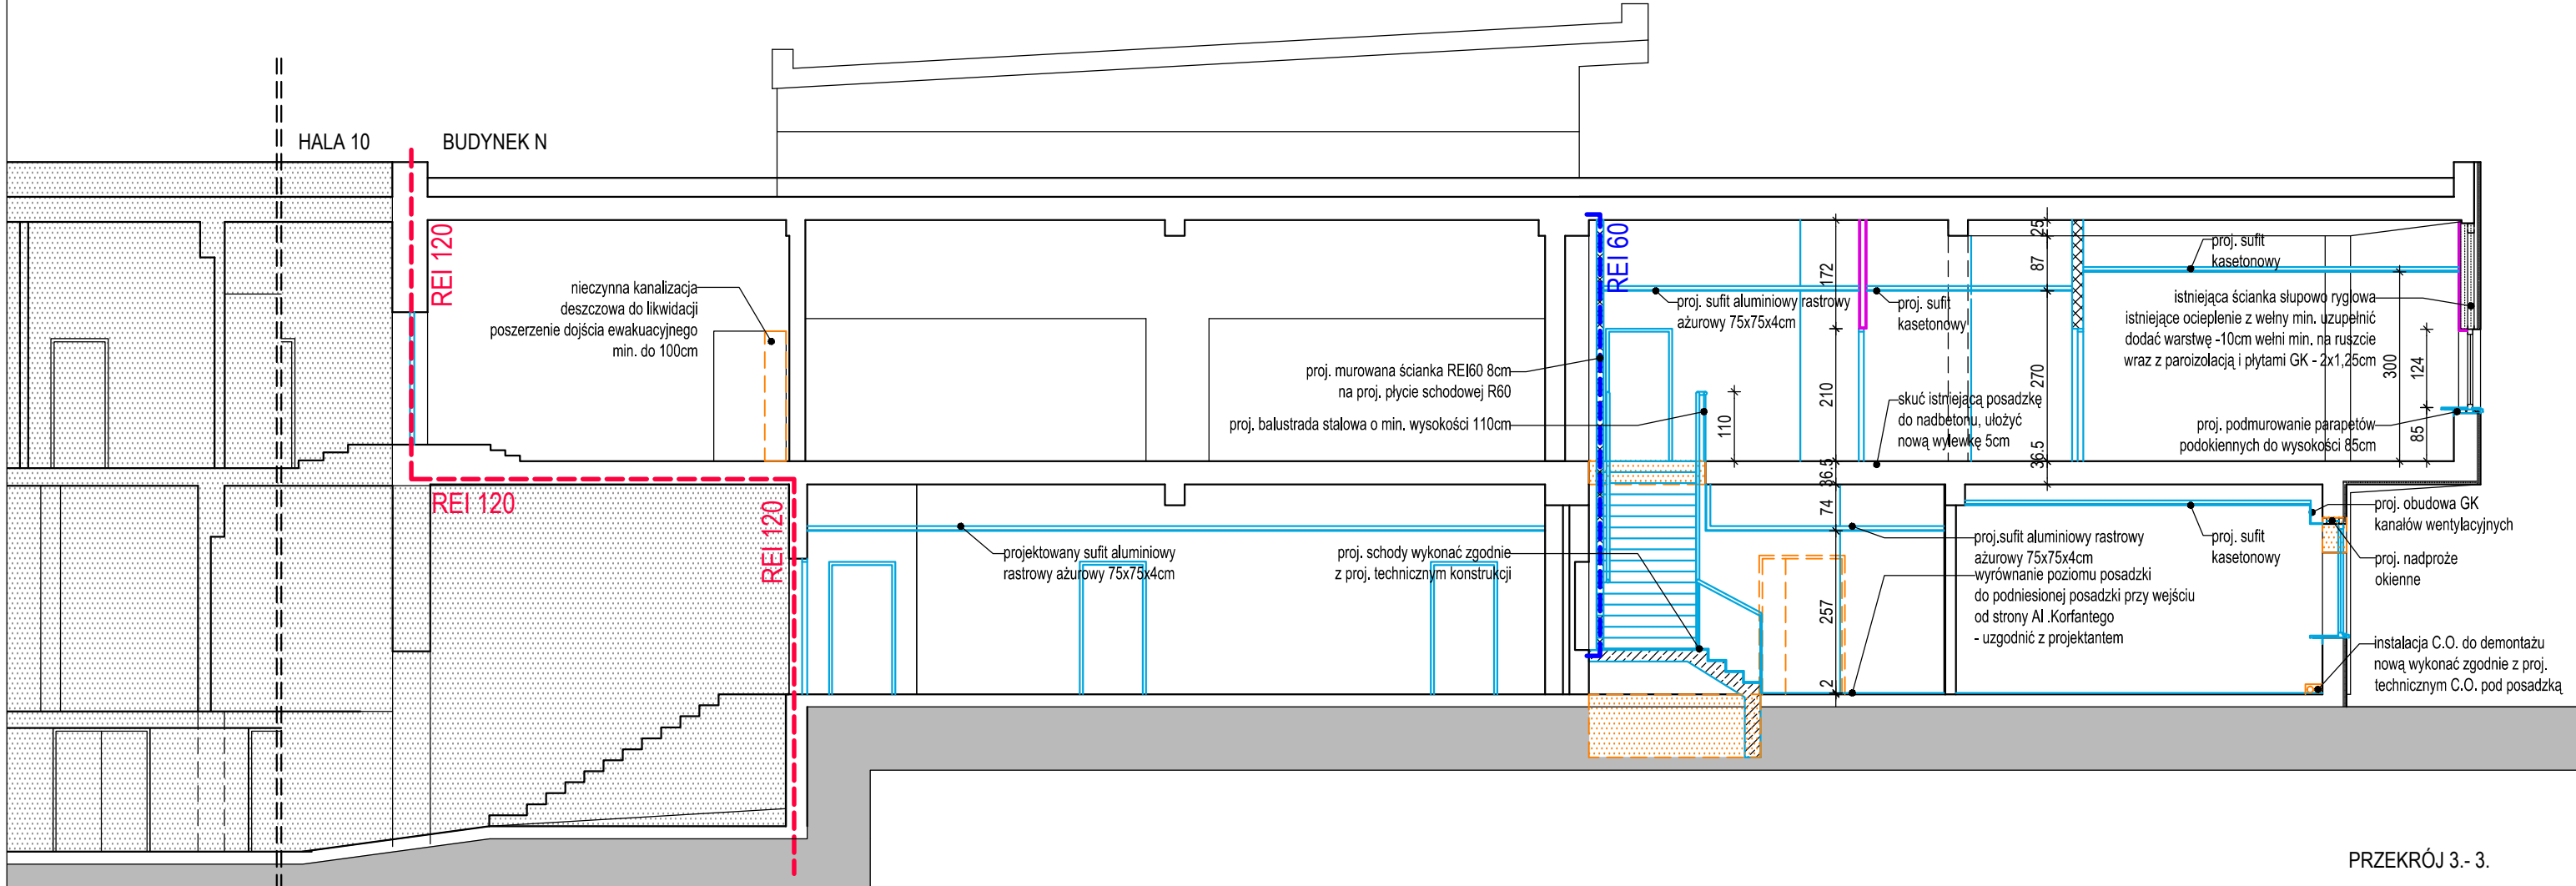 HALA 10
BUDYNEK N
REI 120
nieczynna kanalizacja
deszczowa do likwidacji
poszerzenie dojścia ewakuacyjnego
min. do 100cm
REI 120
REI 120
projektowany sufit aluminiowy
rastrowy ażurowy 75x75x4cm
proj. murowana ścianka REI60 8cm
na proj. płycie schodowej R60
proj. balustrada stalowa o min. wysokości 110cm
proj. schody wykonać zgodnie
z proj. technicznym konstrukcji
REI 60
proj. sufit aluminiowy rastrowy
ażurowy 75x75x4cm
110
172
210
36.5
74
257
2
proj. sufit
kasetonowy
skuć istniejącą posadzkę
do nadbetonu, ułożyć
nową wylewkę 5cm
25
87
270
36.5
proj. sufit
kasetonowy
istniejąca ścianka słupowo ryglowa
istniejące ocieplenie z wełny min. uzupełnić
dodać warstwę -10cm wełni min. na ruszcie
wraz z paroizolacją i płytami GK - 2x1,25cm
300
124
85
proj. podmurowanie parapetów
podokiennych do wysokości 85cm
proj.sufit aluminiowy rastrowy
ażurowy 75x75x4cm
wyrównanie poziomu posadzki
do podniesionej posadzki przy wejściu
od strony Al .Korfantego
- uzgodnić z projektantem
proj. sufit
kasetonowy
proj. obudowa GK
kanałów wentylacyjnych
proj. nadproże
okienne
instalacja C.O. do demontażu
nową wykonać zgodnie z proj.
technicznym C.O. pod posadzką
PRZEKRÓJ 3.- 3.